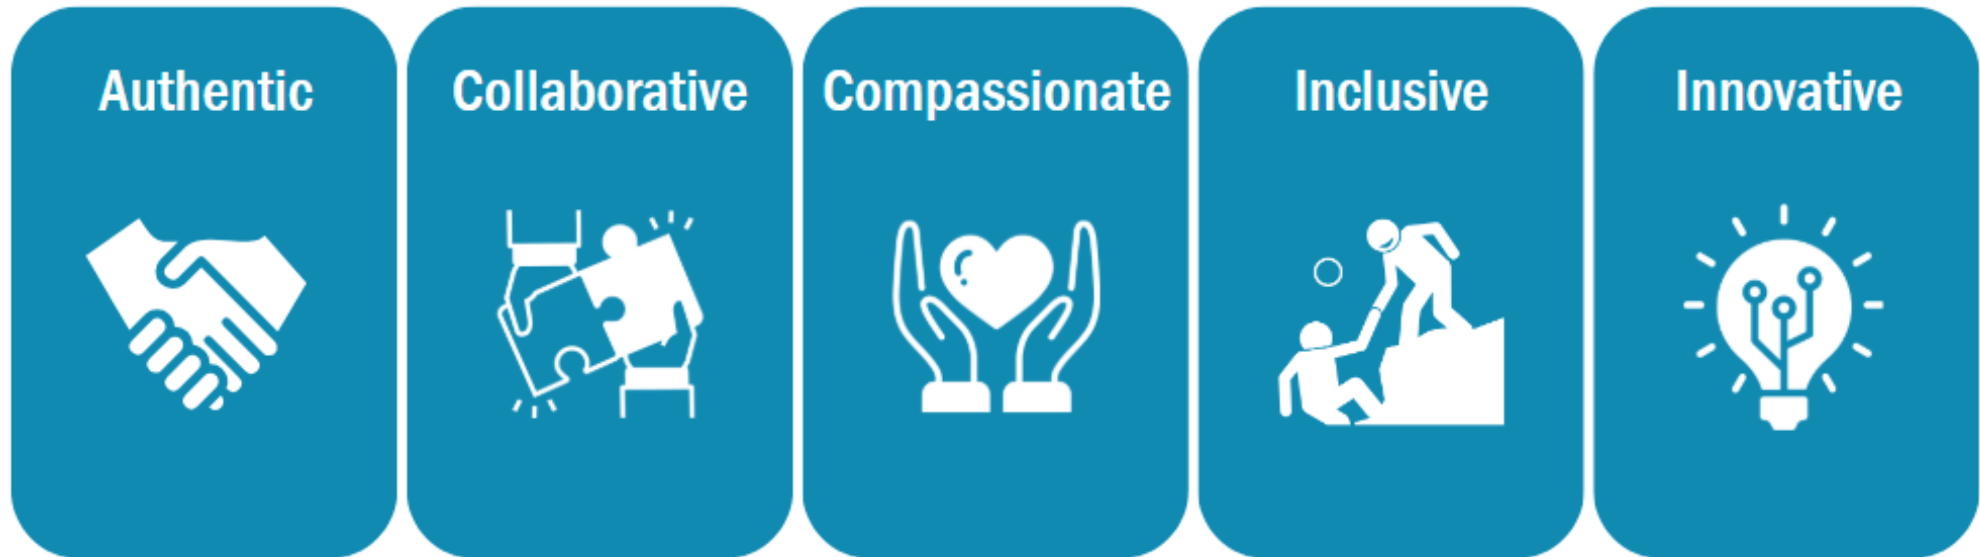 Authentic
Collaborative
Compassionate
Inclusive
Innovative